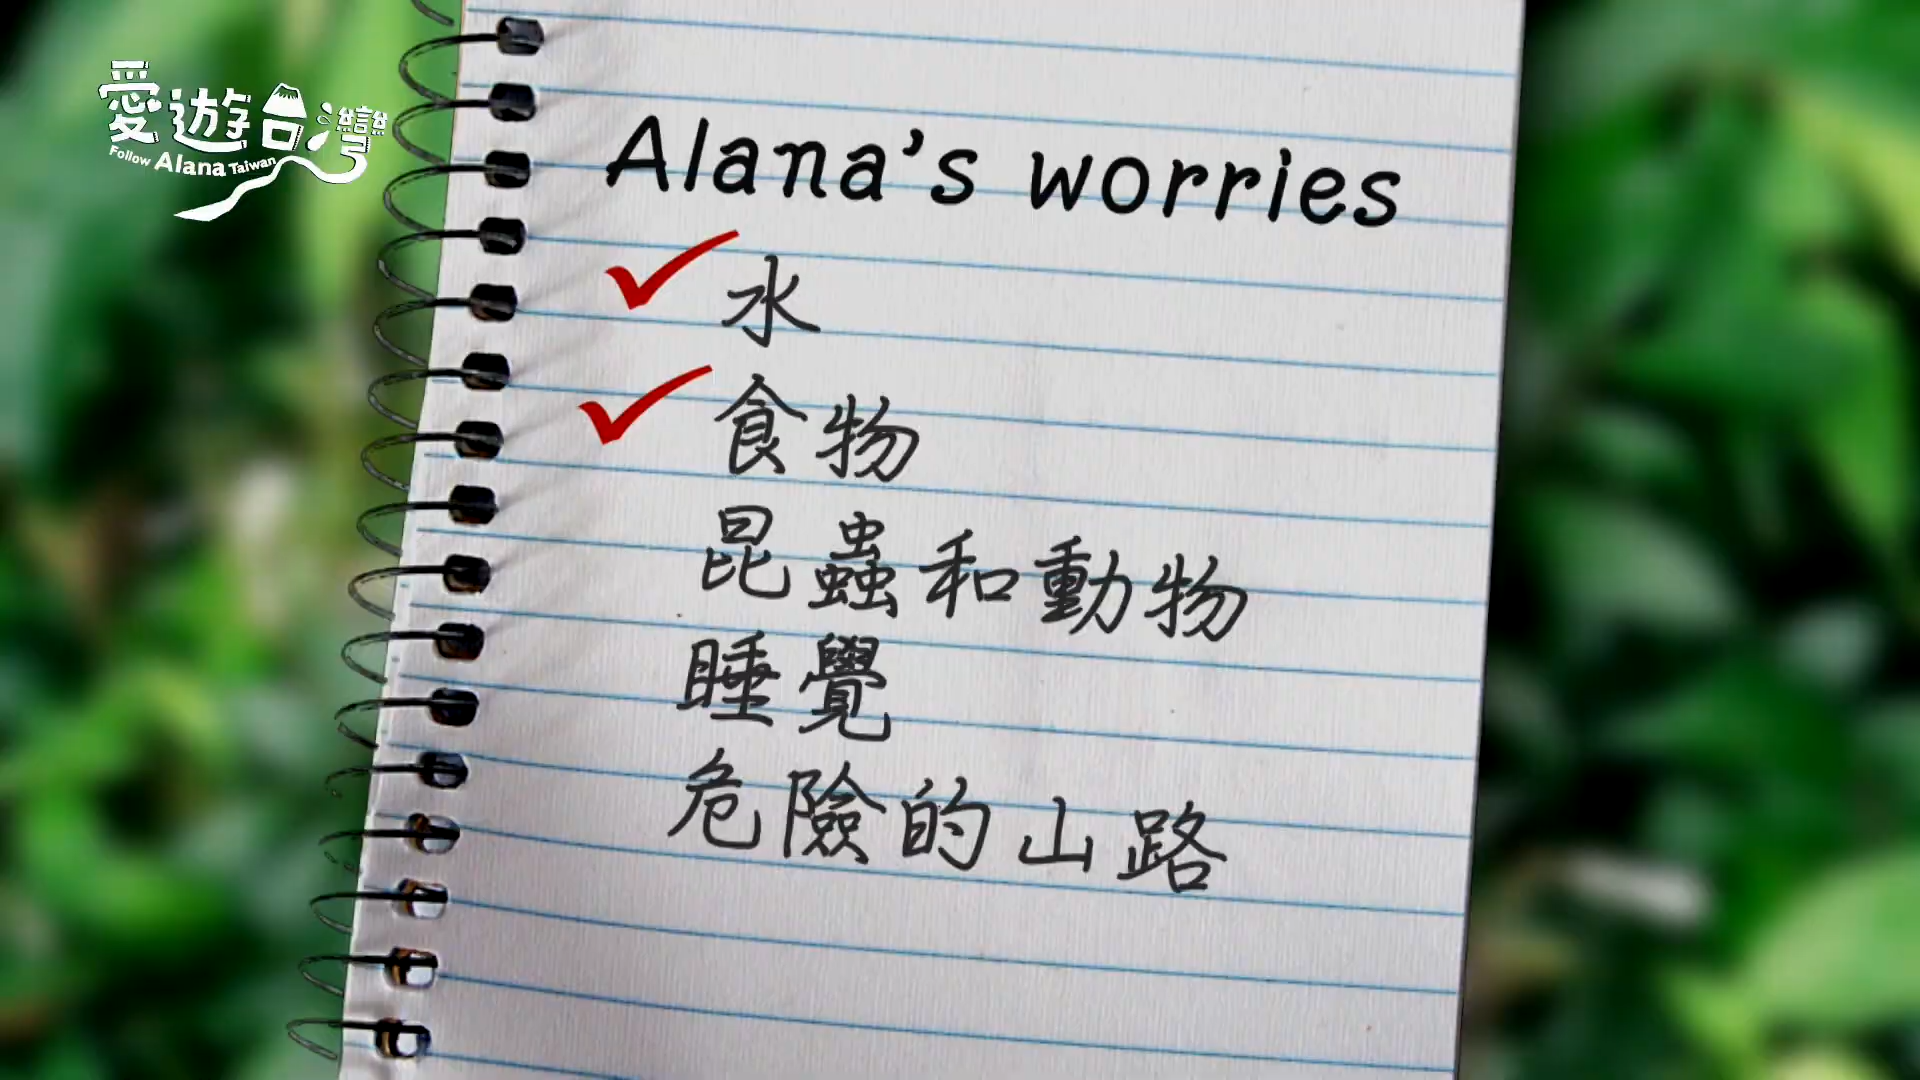 愛遊台灣
Follow Alana Taiwan
Alana's worries
水
食物
昆蟲和動物
睡覺
危險的山路